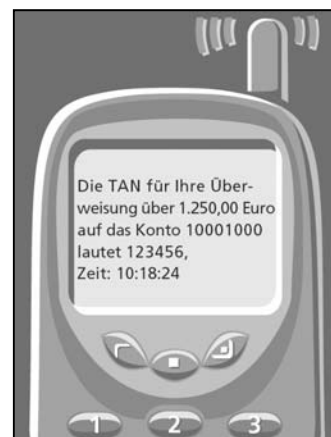 Die TAN für Ihre Über-
weisung über 1.250,00 Euro
auf das Konto 10001000
lautet 123456,
Zeit: 10:18:24
1 2 3